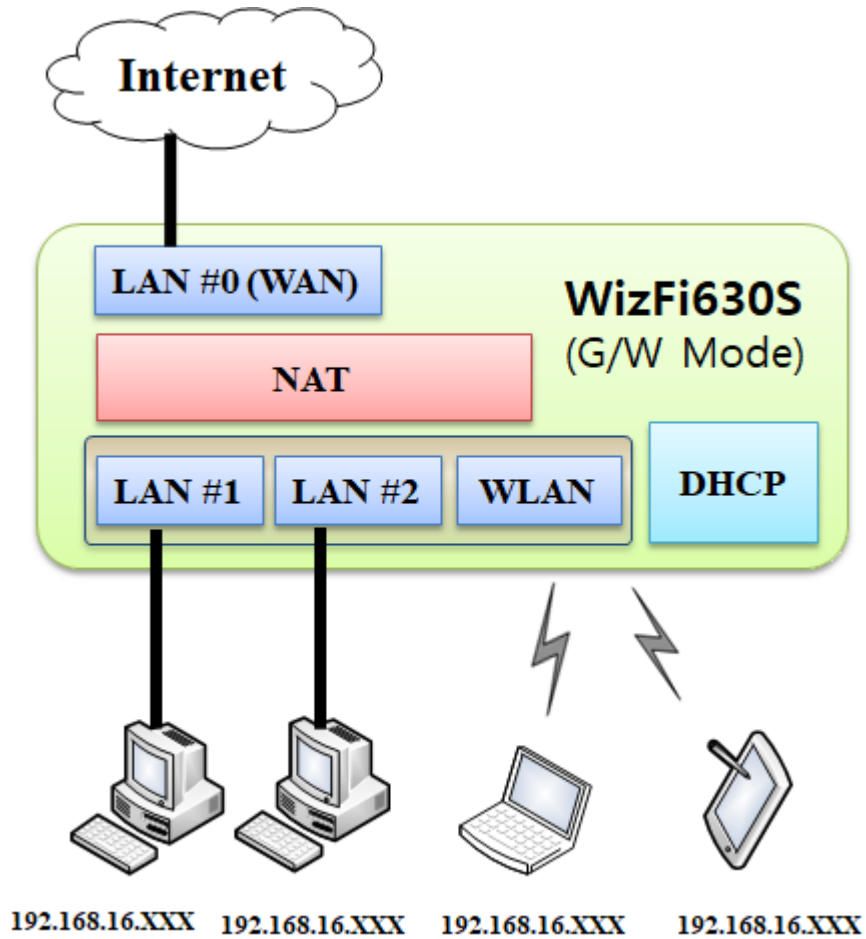 Internet
LAN #0 (WAN)
WizFi630S
(G/W Mode)
NAT
LAN #1
LAN #2
WLAN
DHCP
192.168.16.XXX
192.168.16.XXX
192.168.16.XXX
192.168.16.XXX